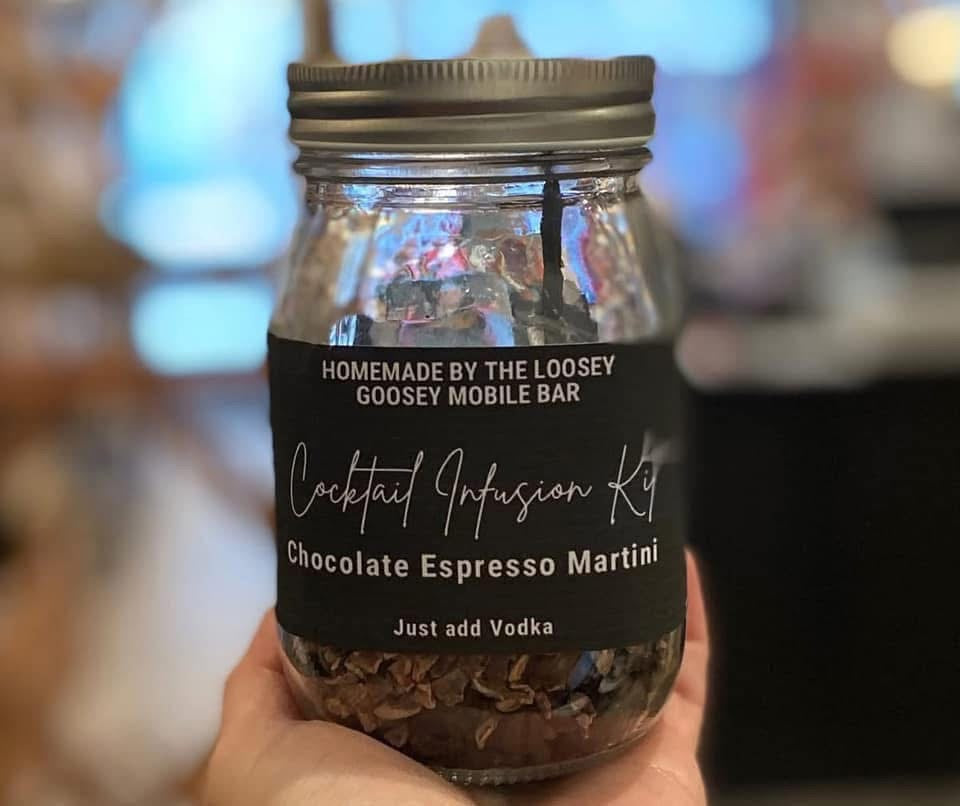 HOMEMADE BY THE LOOSEY
GOOSEY MOBILE BAR
Cocktail Infusion Kit
Chocolate Espresso Martini
Just add Vodka